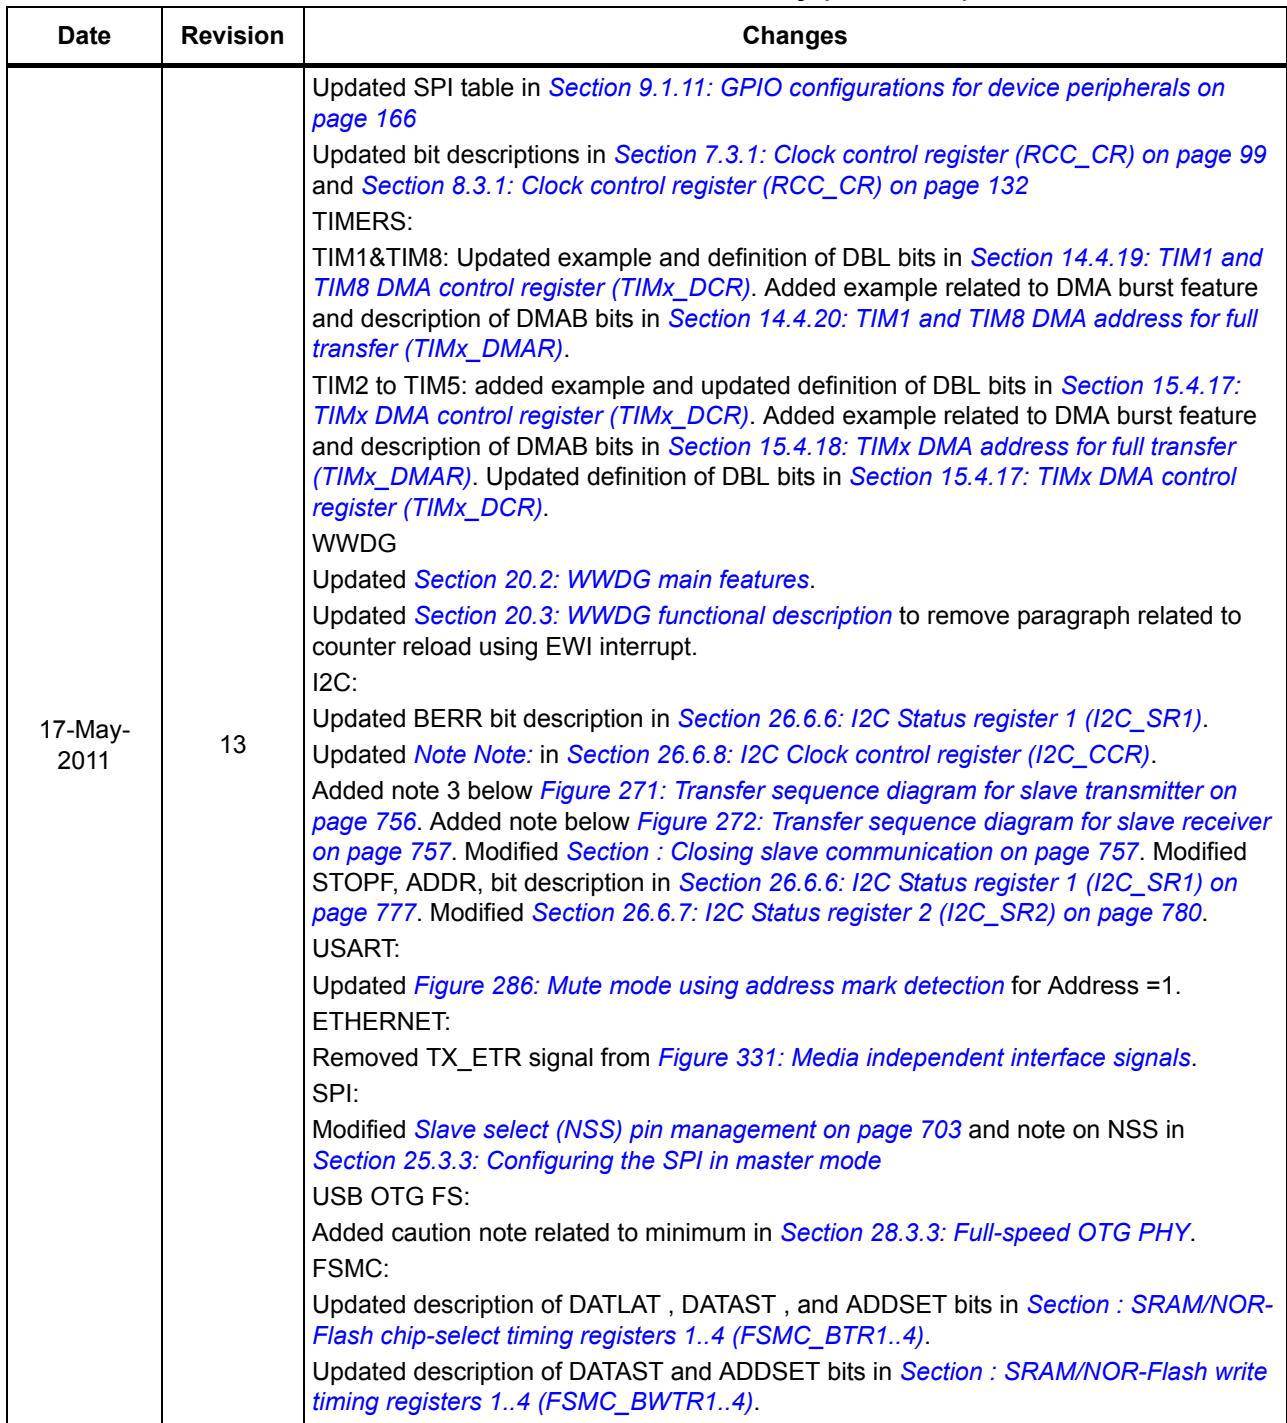 Date
Revision
Changes
17-May-
2011
13
Updated SPI table in Section 9.1.11: GPIO configurations for device peripherals on
page 166
Updated bit descriptions in Section 7.3.1: Clock control register (RCC_CR) on page 99
and Section 8.3.1: Clock control register (RCC_CR) on page 132
TIMERS:
TIM1&TIM8: Updated example and definition of DBL bits in Section 14.4.19: TIM1 and
TIM8 DMA control register (TIMx_DCR). Added example related to DMA burst feature
and description of DMAB bits in Section 14.4.20: TIM1 and TIM8 DMA address for full
transfer (TIMx_DMAR).
TIM2 to TIM5: added example and updated definition of DBL bits in Section 15.4.17:
TIMx DMA control register (TIMx_DCR). Added example related to DMA burst feature
and description of DMAB bits in Section 15.4.18: TIMx DMA address for full transfer
(TIMx_DMAR). Updated definition of DBL bits in Section 15.4.17: TIMx DMA control
register (TIMx_DCR).
WWDG
Updated Section 20.2: WWDG main features.
Updated Section 20.3: WWDG functional description to remove paragraph related to
counter reload using EWI interrupt.
I2C:
Updated BERR bit description in Section 26.6.6: I2C Status register 1 (I2C_SR1).
Updated Note Note: in Section 26.6.8: I2C Clock control register (I2C_CCR).
Added note 3 below Figure 271: Transfer sequence diagram for slave transmitter on
page 756. Added note below Figure 272: Transfer sequence diagram for slave receiver
on page 757. Modified Section : Closing slave communication on page 757. Modified
STOPF, ADDR, bit description in Section 26.6.6: I2C Status register 1 (I2C_SR1) on
page 777. Modified Section 26.6.7: I2C Status register 2 (I2C_SR2) on page 780.
USART:
Updated Figure 286: Mute mode using address mark detection for Address =1.
ETHERNET:
Removed TX_ETR signal from Figure 331: Media independent interface signals.
SPI:
Modified Slave select (NSS) pin management on page 703 and note on NSS in
Section 25.3.3: Configuring the SPI in master mode
USB OTG FS:
Added caution note related to minimum in Section 28.3.3: Full-speed OTG PHY.
FSMC:
Updated description of DATLAT , DATAST , and ADDSET bits in Section : SRAM/NOR-
Flash chip-select timing registers 1..4 (FSMC_BTR1..4).
Updated description of DATAST and ADDSET bits in Section : SRAM/NOR-Flash write
timing registers 1..4 (FSMC_BWTR1..4).